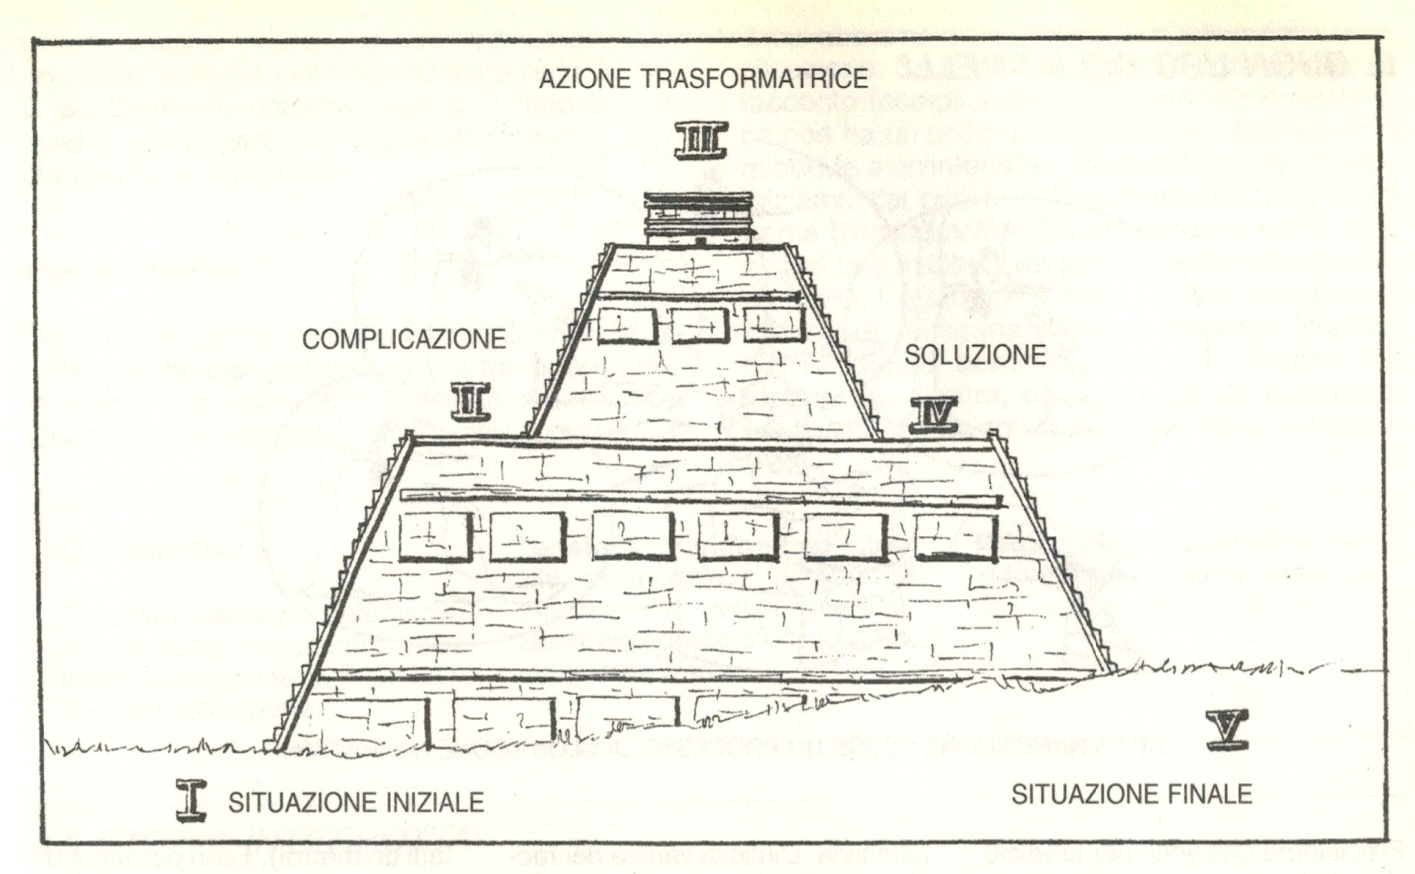 AZIONE TRASFORMATRICE
III
COMPLICAZIONE
II
SOLUZIONE
IV
I SITUAZIONE INIZIALE
V
SITUAZIONE FINALE